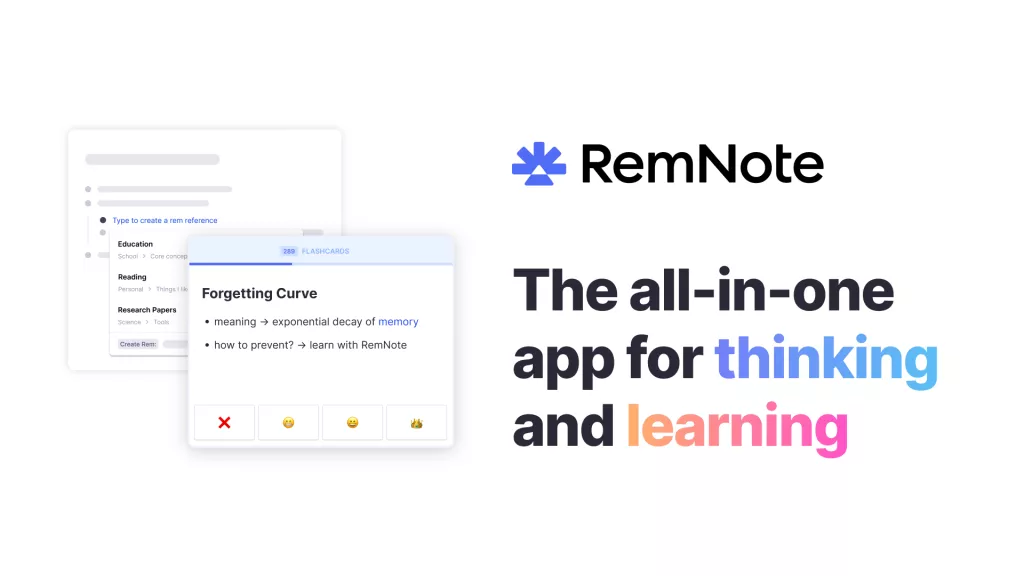 Type to create a rem reference
Education
School > Core concep
Reading
Personal > Things I lik
Research Papers
Science > Tools
Create Rem:
289 FLASHCARDS
Forgetting Curve
• meaning → exponential decay of memory
• how to prevent? → learn with RemNote
RemNote
The all-in-one
app for thinking
and learning